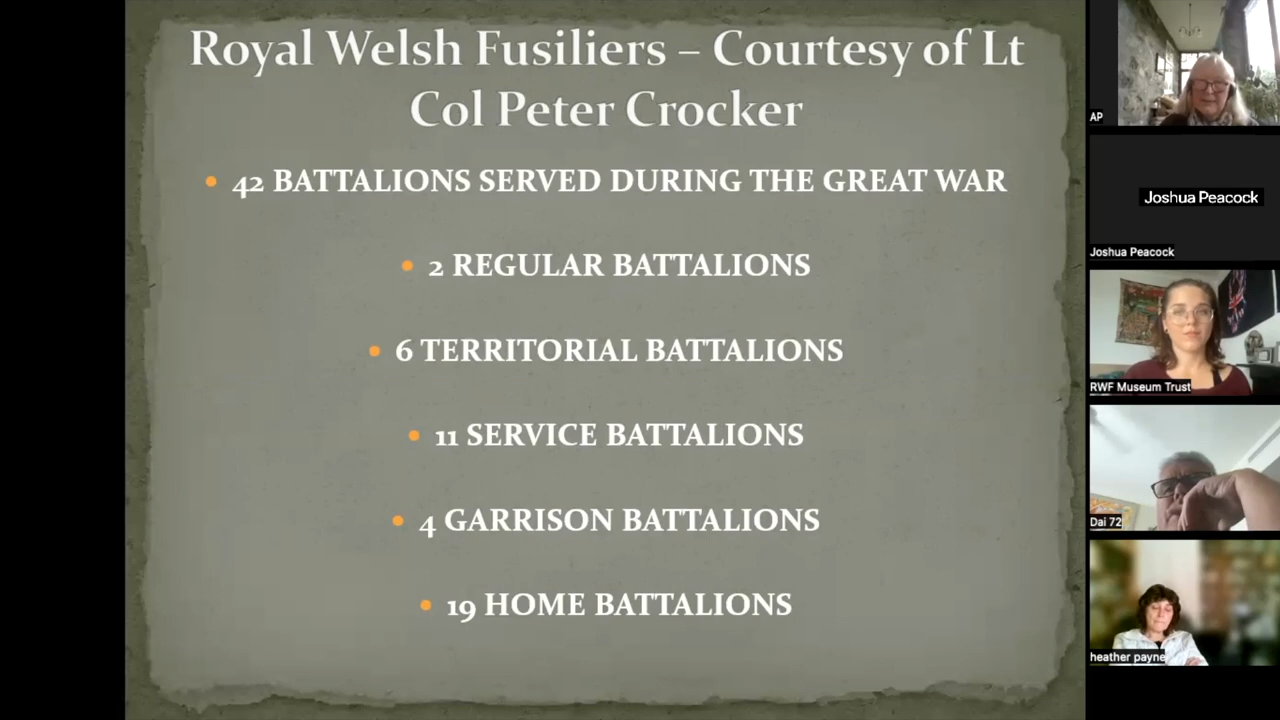 Royal Welsh Fusiliers – Courtesy of Lt
Col Peter Crocker
• 42 BATTALIONS SERVED DURING THE GREAT WAR
• 2 REGULAR BATTALIONS
• 6 TERRITORIAL BATTALIONS
• 11 SERVICE BATTALIONS
• 4 GARRISON BATTALIONS
• 19 HOME BATTALIONS
AP
Joshua Peacock
Joshua Peacock
RWF Museum Trust
Dai 72
heather payne